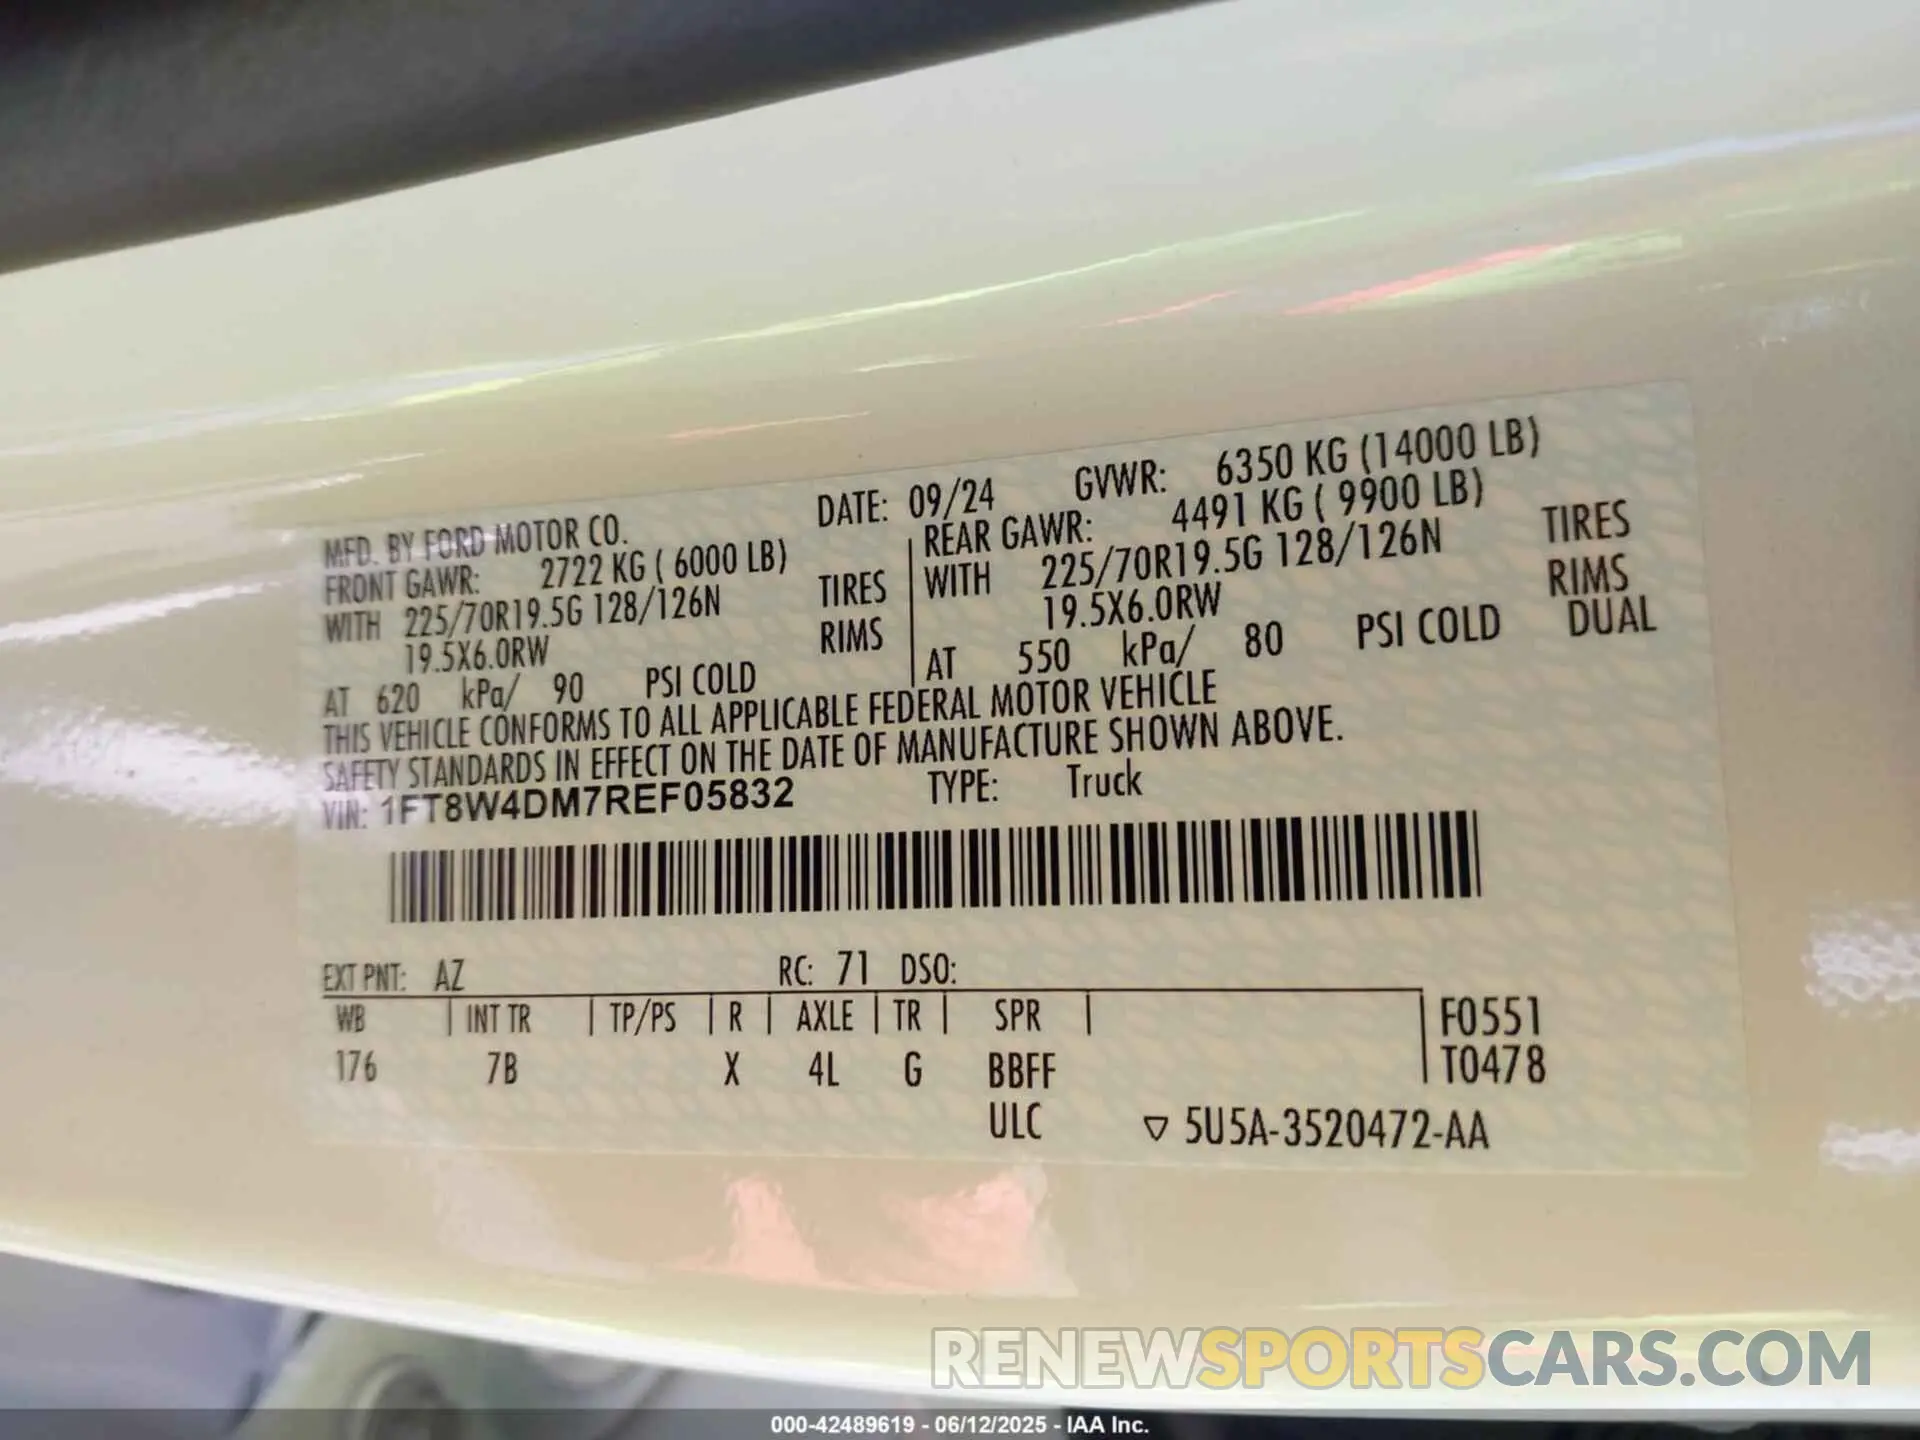 MFD. BY FORD MOTOR CO. DATE: 09/24 GVWR: 6350 KG (14000 LB)
FRONT GAWR: 2722 KG ( 6000 LB) REAR GAWR: 4491 KG ( 9900 LB)
WITH 225/70R19.5G 128/126N TIRES WITH 225/70R19.5G 128/126N TIRES
19.5X6.0RW RIMS 19.5X6.0RW RIMS
AT 620 kPa/ 90 PSI COLD AT 550 kPa/ 80 PSI COLD DUAL
THIS VEHICLE CONFORMS TO ALL APPLICABLE FEDERAL MOTOR VEHICLE
SAFETY STANDARDS IN EFFECT ON THE DATE OF MANUFACTURE SHOWN ABOVE.
VIN: 1FT8W4DM7REF05832 TYPE: Truck
EXT PNT: AZ RC: 71 DSO:
WB INT TR TP/PS R AXLE TR SPR F0551
176 7B X 4L G BBFF T0478
ULC ▽ 5U5A-3520472-AA
RENEWSPORTSCARS.COM
000-42489619 - 06/12/2025 - IAA Inc.